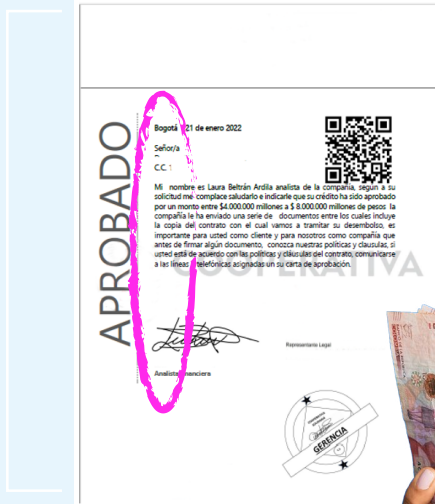 APROBADO
Bogotá 21 de enero 2022
Señor/a
C.C. 1
Mi nombre es Laura Beltrán Ardila analista de la compañía, según a su
solicitud me complace saludarlo e indicarle que su crédito ha sido aprobado
por un monto entre $4.000.000 millones a $ 8.000.000 millones de pesos la
compañía le ha enviado una serie de documentos entre los cuales incluye
la copia del contrato con el cual vamos a tramitar su desembolso, es
importante para usted como cliente y para nosotros como compañía que
antes de firmar algún documento, conozca nuestras políticas y clausulas, si
usted está de acuerdo con las políticas y cláusulas del contrato, comunicarse
a las líneas telefónicas asignadas un su carta de aprobación.
COOPERATIVA
Representante Legal
Analista financiera
GERENCIA